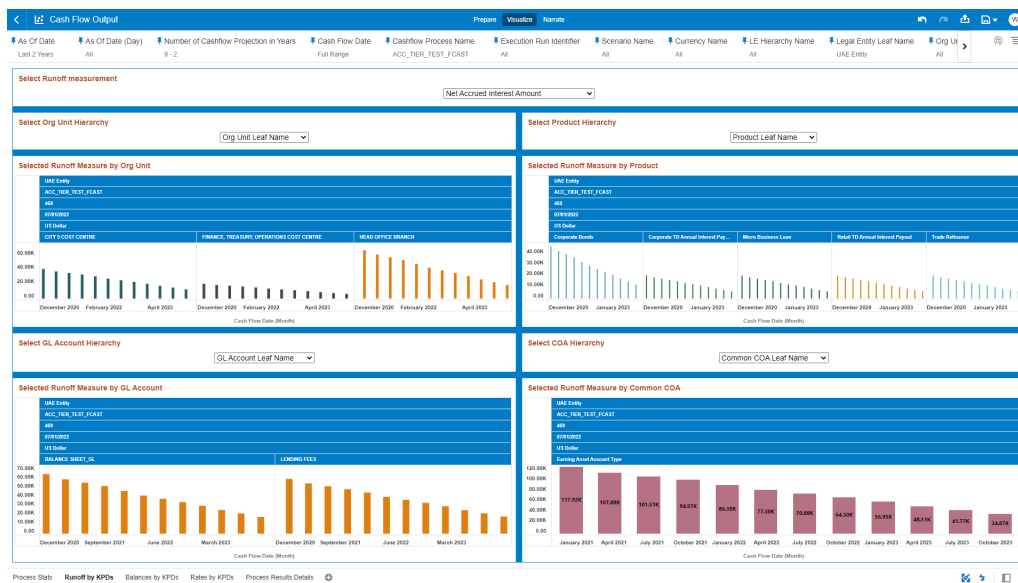 Cash Flow Output
Prepare Visualize Narrate
As Of Date As Of Date (Day) Number of Cashflow Projection in Years Cash Flow Date Cashflow Process Name Execution Run Identifier Scenario Name Currency Name LE Hierarchy Name Legal Entity Leaf Name Org Ur
Last 2 Years All 0 - 2 Full Range ACC_TIER_TEST_FCAST All All All All UAE Entity All
Select Runoff measurement
Net Accrued Interest Amount
Select Org Unit Hierarchy
Org Unit Leaf Name
Select Product Hierarchy
Product Leaf Name
Selected Runoff Measure by Org Unit
UAE Entity
ACC_TIER_TEST_FCAST
460
07/01/2022
US Dollar
CITY 5 COST CENTRE FINANCE, TREASURY, OPERATIONS COST CENTRE HEAD OFFICE BRANCH
60.00K
40.00K
20.00K
0.00
December 2020 February 2022 April 2023 December 2020 February 2022 April 2023 December 2020 February 2022 April 2023
Cash Flow Date (Month)
Selected Runoff Measure by Product
UAE Entity
ACC_TIER_TEST_FCAST
460
07/01/2022
US Dollar
Corporate Bonds Corporate TD Annual Interest Pay... Micro Business Loan Retail TD Annual Interest Payout Trade Refinance
40.00K
30.00K
20.00K
10.00K
0.00
December 2020 January 2023 December 2020 January 2023 December 2020 January 2023 December 2020 January 2023 December 2020 January 2023
Cash Flow Date (Month)
Select GL Account Hierarchy
GL Account Leaf Name
Select COA Hierarchy
Common COA Leaf Name
Selected Runoff Measure by GL Account
UAE Entity
ACC_TIER_TEST_FCAST
460
07/01/2022
US Dollar
BALANCE SHEET_GL LENDING FEES
70.00K
60.00K
50.00K
40.00K
30.00K
20.00K
10.00K
0.00
December 2020 September 2021 June 2022 March 2023 December 2020 September 2021 June 2022 March 2023
Cash Flow Date (Month)
Selected Runoff Measure by Common COA
UAE Entity
ACC_TIER_TEST_FCAST
460
07/01/2022
US Dollar
Earning Asset Account Type
120.00K
100.00K
80.00K
60.00K
40.00K
20.00K
0.00
117.92K 107.88K 101.51K 94.97K 86.38K 77.30K 70.88K 64.30K 56.95K 48.51K 41.77K 34.87K
January 2021 April 2021 July 2021 October 2021 January 2022 April 2022 July 2022 October 2022 January 2023 April 2023 July 2023 October 2023
Cash Flow Date (Month)
Process Stats Runoff by KPDs Balances by KPDs Rates by KPDs Process Results Details